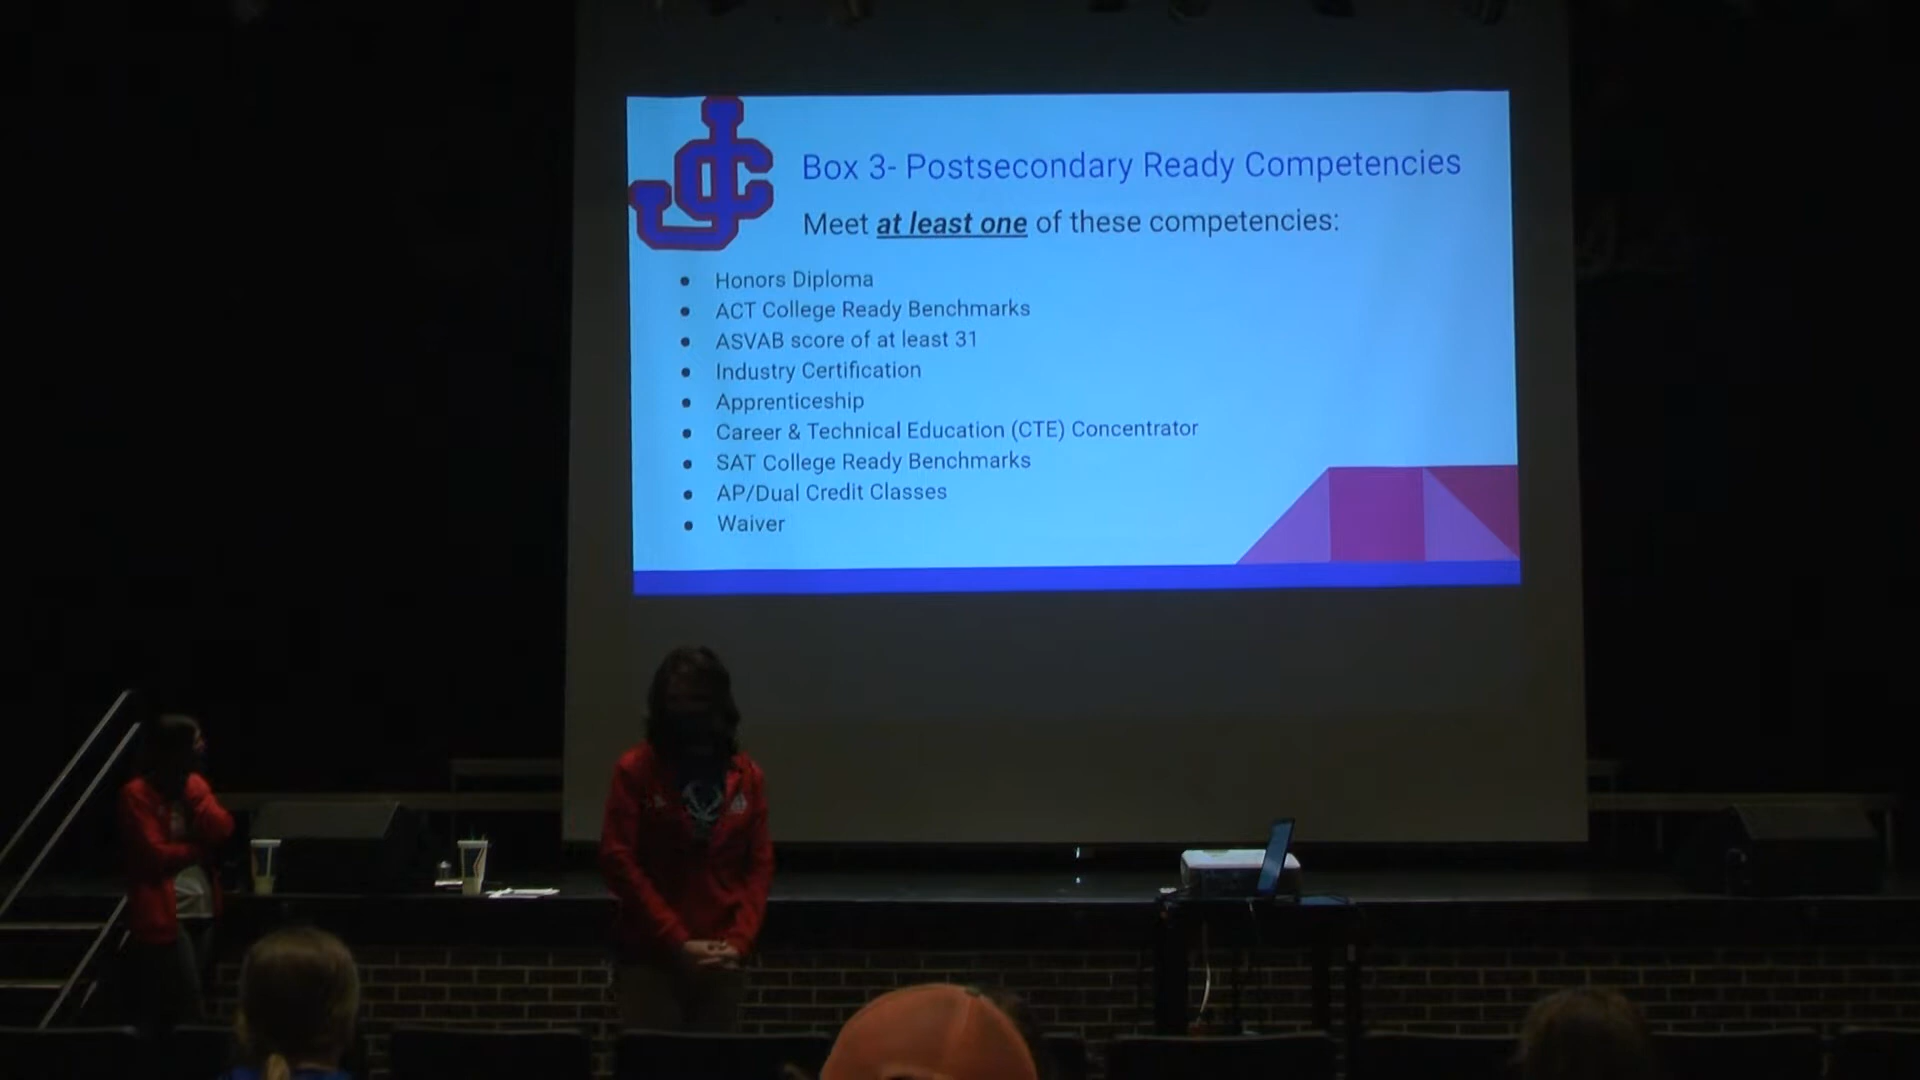 JC
Box 3- Postsecondary Ready Competencies
Meet at least one of these competencies:
Honors Diploma
ACT College Ready Benchmarks
ASVAB score of at least 31
Industry Certification
Apprenticeship
Career & Technical Education (CTE) Concentrator
SAT College Ready Benchmarks
AP/Dual Credit Classes
Waiver